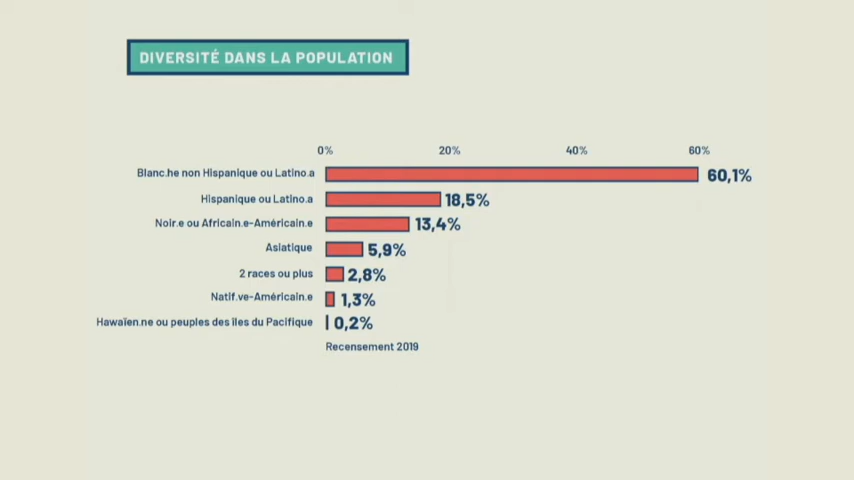 DIVERSITÉ DANS LA POPULATION
0% 20% 40% 60%
Blanc.he non Hispanique ou Latino.a 60,1%
Hispanique ou Latino.a 18,5%
Noir.e ou Africain.e-Américain.e 13,4%
Asiatique 5,9%
2 races ou plus 2,8%
Natif.ve-Américain.e 1,3%
Hawaïen.ne ou peuples des îles du Pacifique 0,2%
Recensement 2019